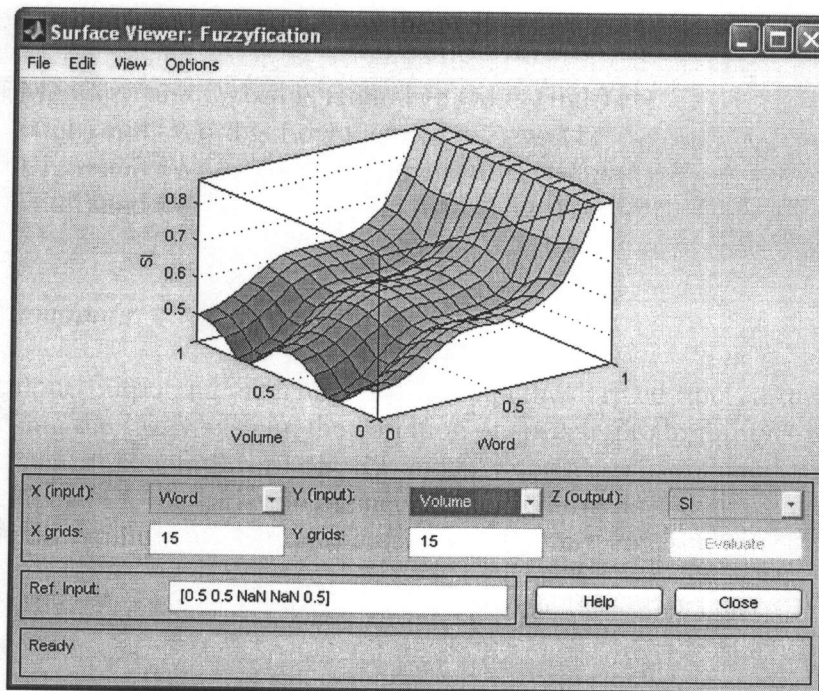 Surface Viewer: Fuzzyfication
File Edit View Options
0.8
0.7
0.6
0.5
SI
1
0.5
0
Volume
0
0.5
1
Word
X (input): Word Y (input): Volume Z (output): SI
X grids: 15 Y grids: 15 Evaluate
Ref. Input: [0.5 0.5 NaN NaN 0.5] Help Close
Ready